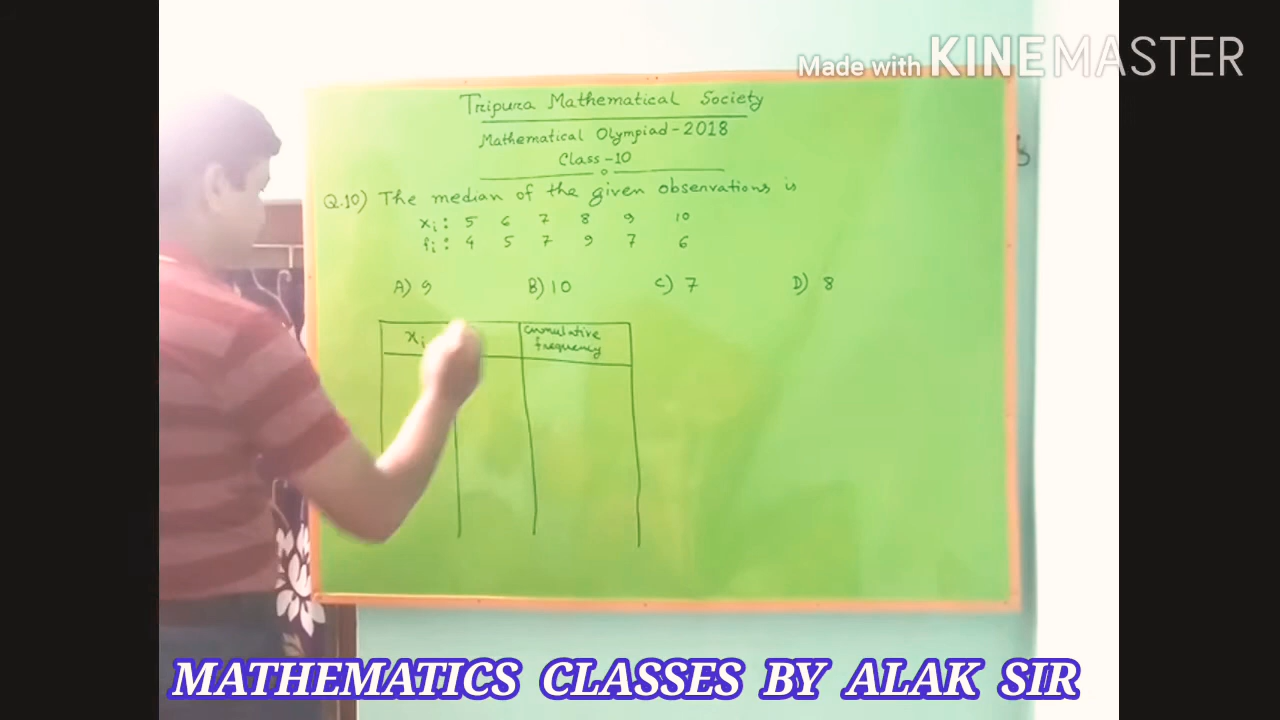 Made with KINEMASTER
Tripura Mathematical Society
Mathematical Olympiad-2018
Class-10
Q.10) The median of the given observations is
xi: 5 6 7 8 9 10
fi: 4 5 7 9 7 6
A) 9 B) 10 C) 7 D) 8
xi cumulative frequency
MATHEMATICS CLASSES BY ALAK SIR